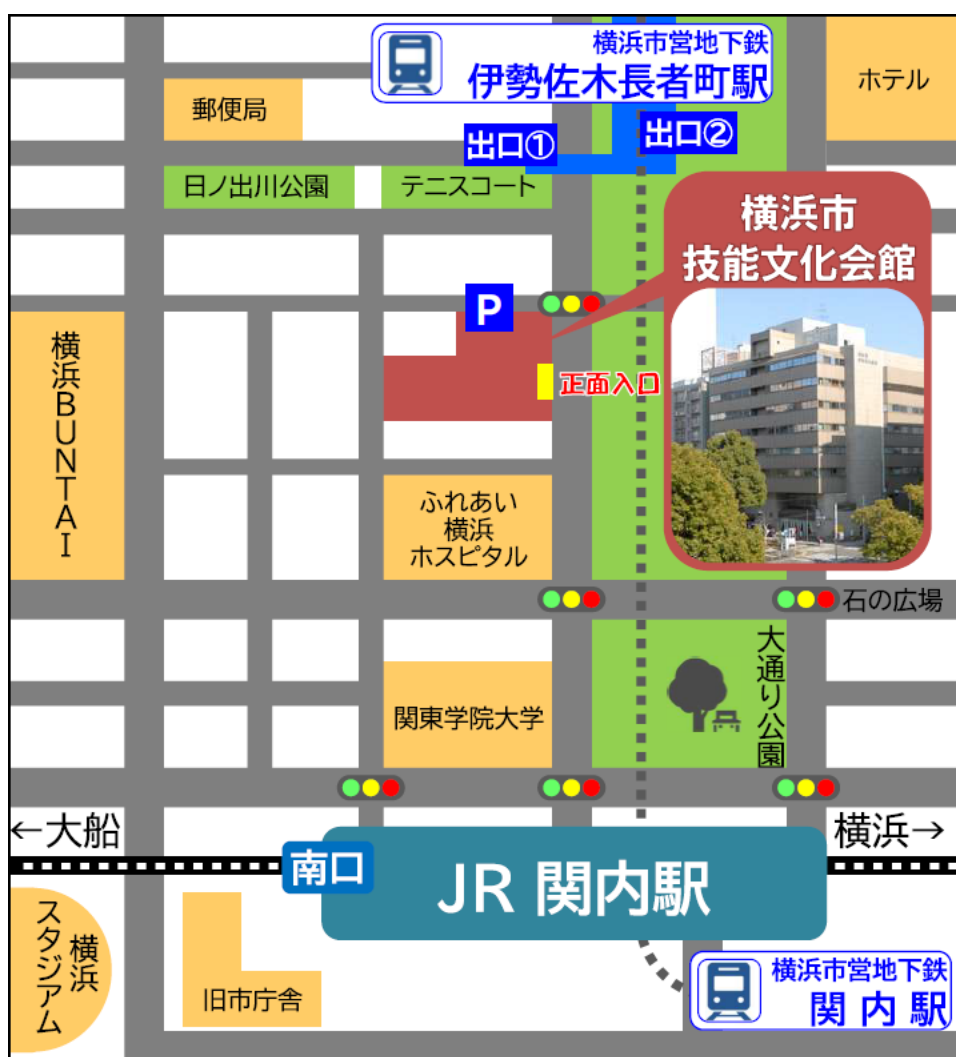 横浜市営地下鉄
伊勢佐木長者町駅
ホテル
郵便局
出口①
出口②
日ノ出川公園
テニスコート
横浜市
技能文化会館
P
正面入口
横浜BUNTAI
ふれあい
横浜
ホスピタル
石の広場
大通り公園
関東学院大学
←大船
横浜→
南口
JR 関内駅
横浜
スタジアム
旧市庁舎
横浜市営地下鉄
関内駅